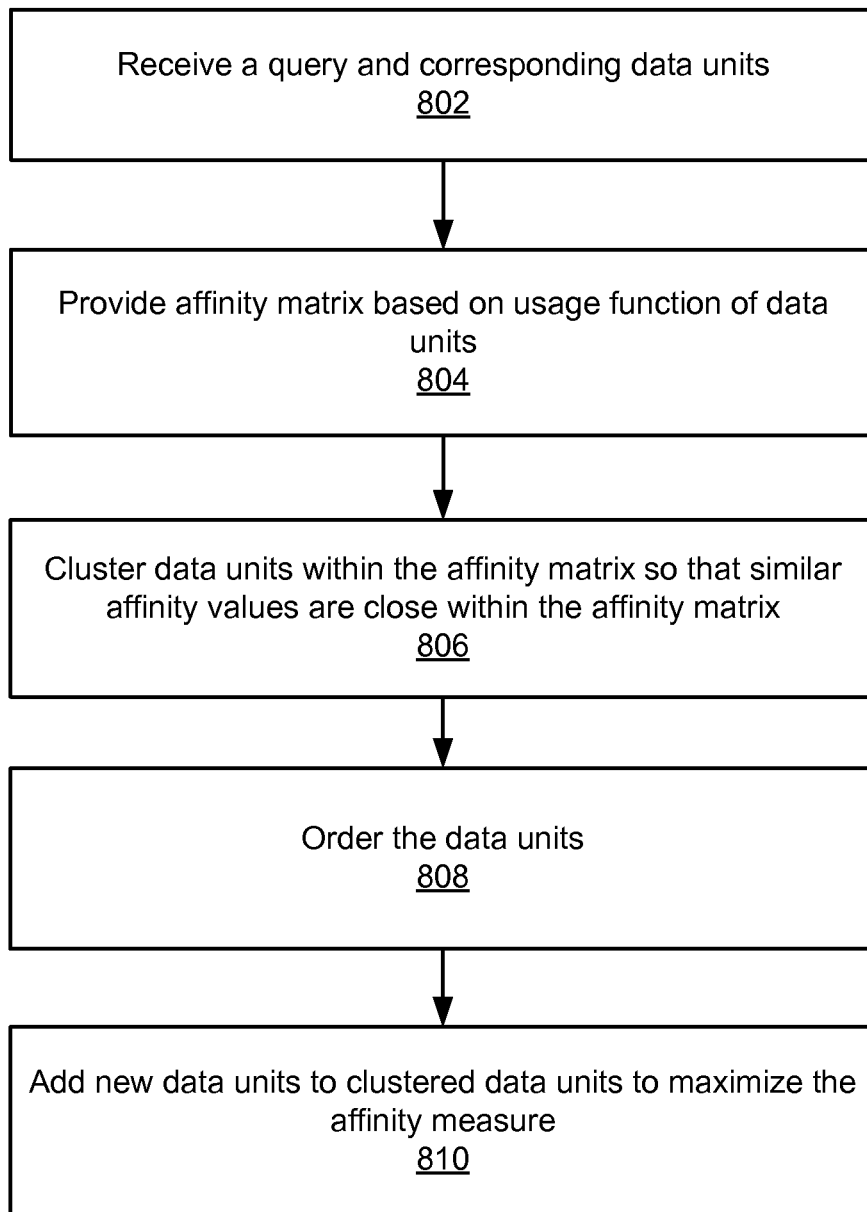 Receive a query and corresponding data units
802
Provide affinity matrix based on usage function of data
units
804
Cluster data units within the affinity matrix so that similar
affinity values are close within the affinity matrix
806
Order the data units
808
Add new data units to clustered data units to maximize the
affinity measure
810